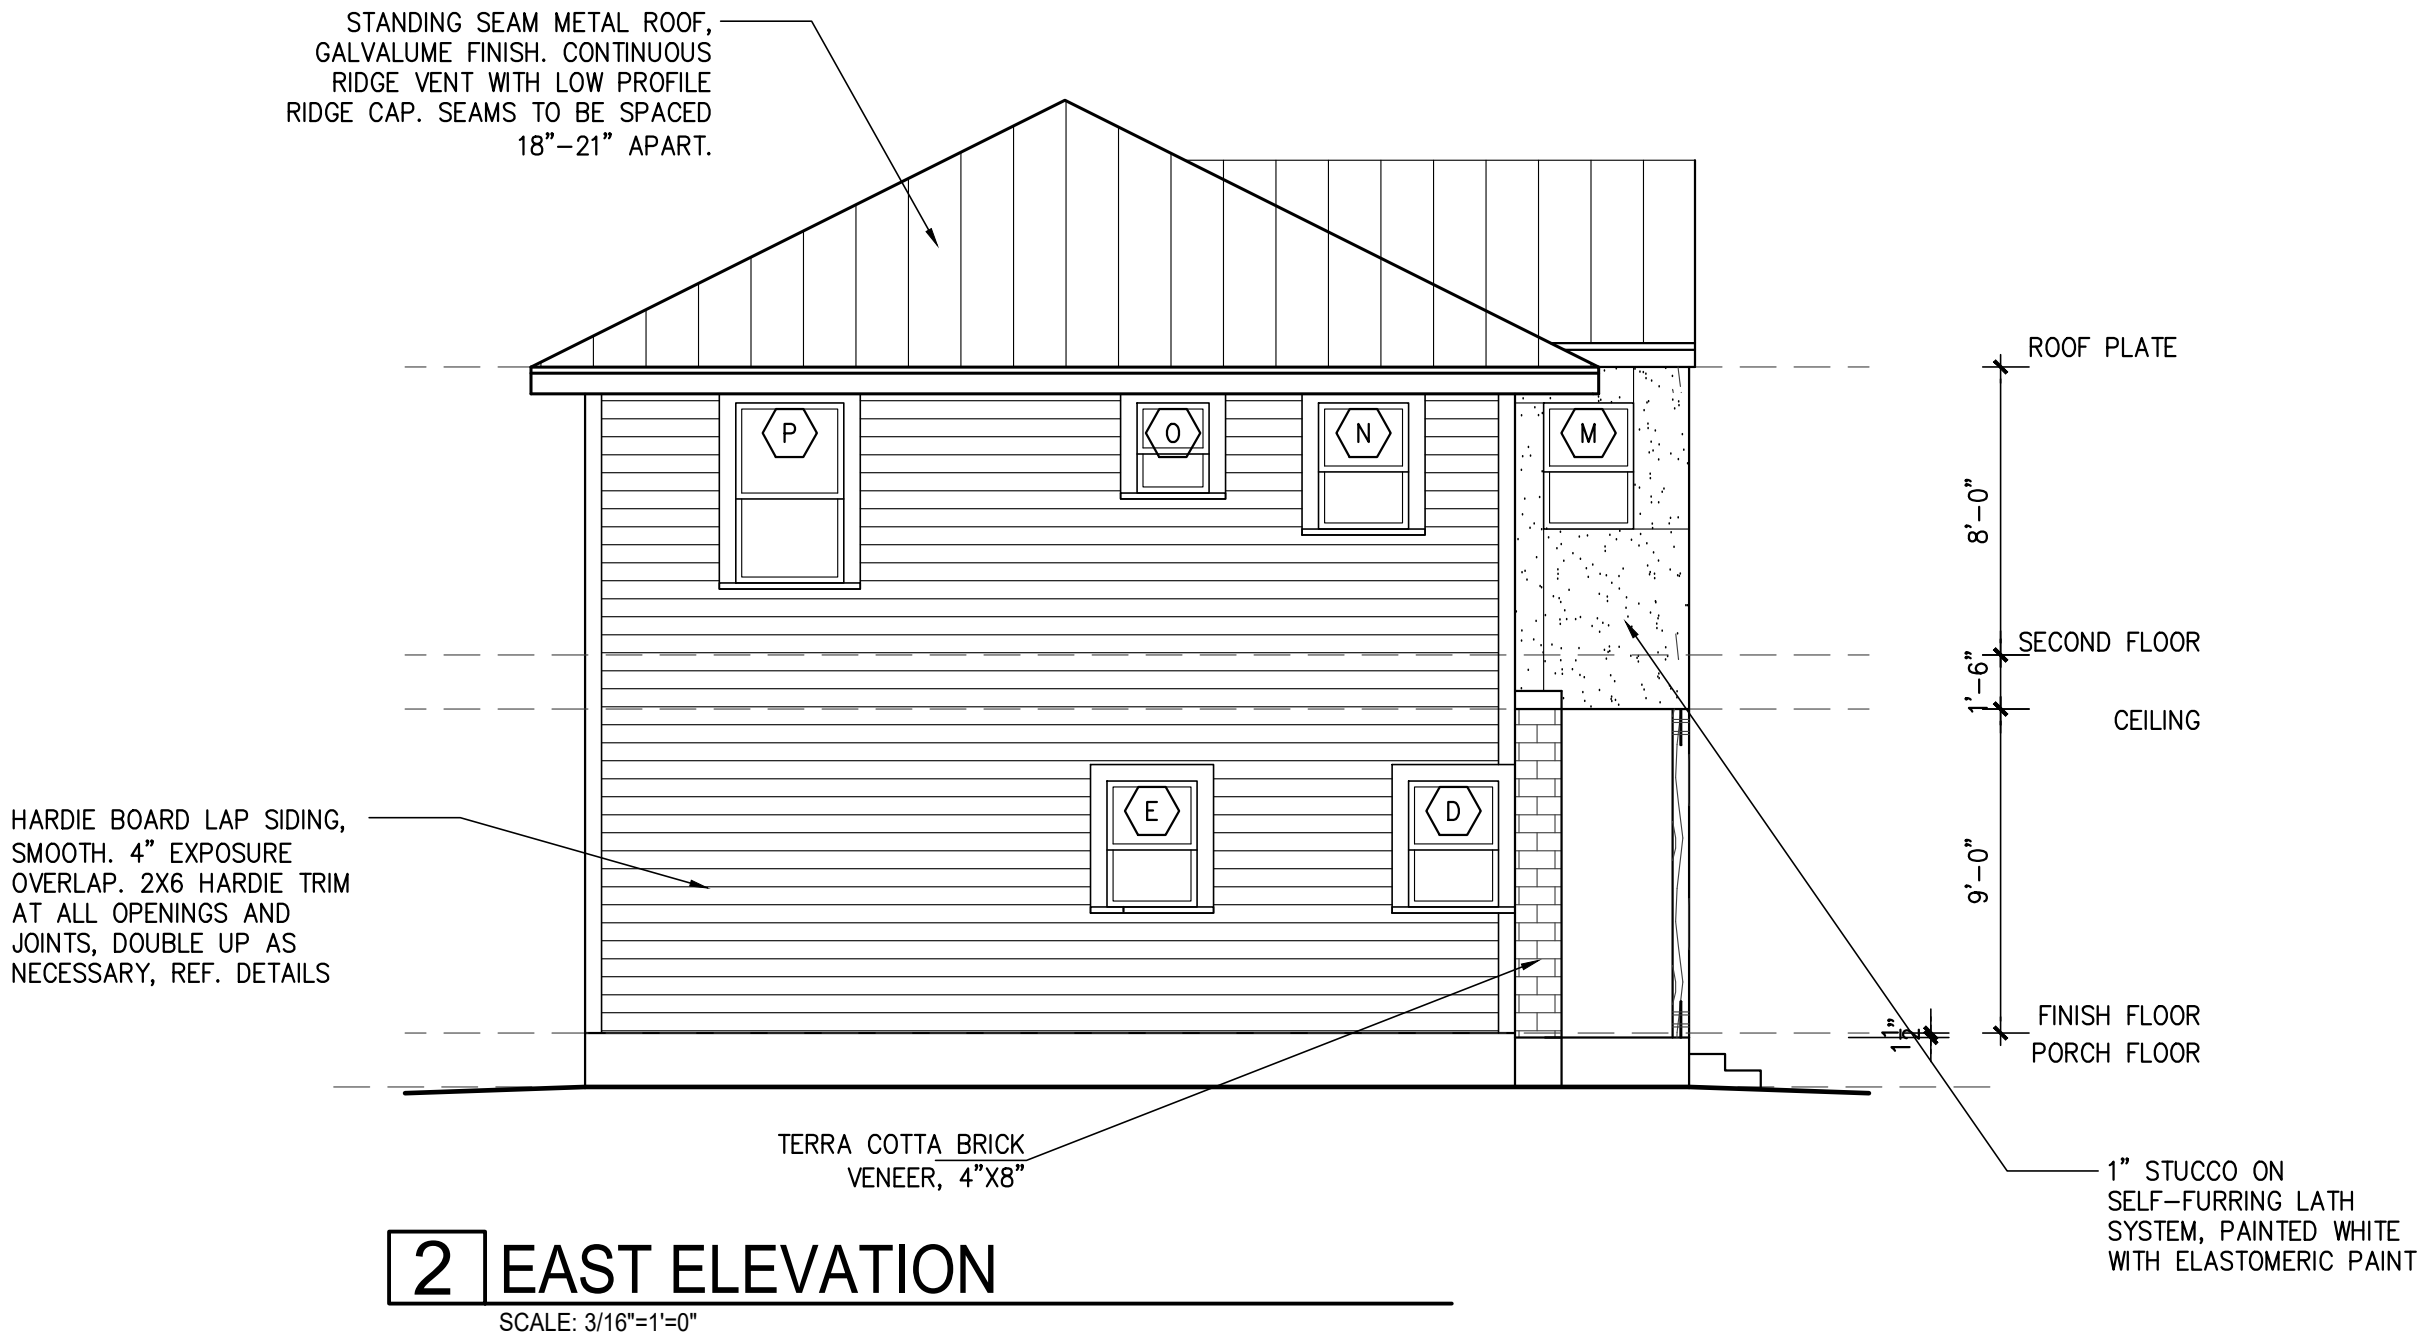 STANDING SEAM METAL ROOF,
GALVALUME FINISH. CONTINUOUS
RIDGE VENT WITH LOW PROFILE
RIDGE CAP. SEAMS TO BE SPACED
18"-21" APART.
ROOF PLATE
P
O
N
M
8'-0"
SECOND FLOOR
1'-6"
CEILING
HARDIE BOARD LAP SIDING,
SMOOTH. 4" EXPOSURE
OVERLAP. 2X6 HARDIE TRIM
AT ALL OPENINGS AND
JOINTS, DOUBLE UP AS
NECESSARY, REF. DETAILS
E
D
9'-0"
FINISH FLOOR
1 1/2"
PORCH FLOOR
TERRA COTTA BRICK
VENEER, 4"X8"
1" STUCCO ON
SELF-FURRING LATH
SYSTEM, PAINTED WHITE
WITH ELASTOMERIC PAINT
2 EAST ELEVATION
SCALE: 3/16"=1'=0"